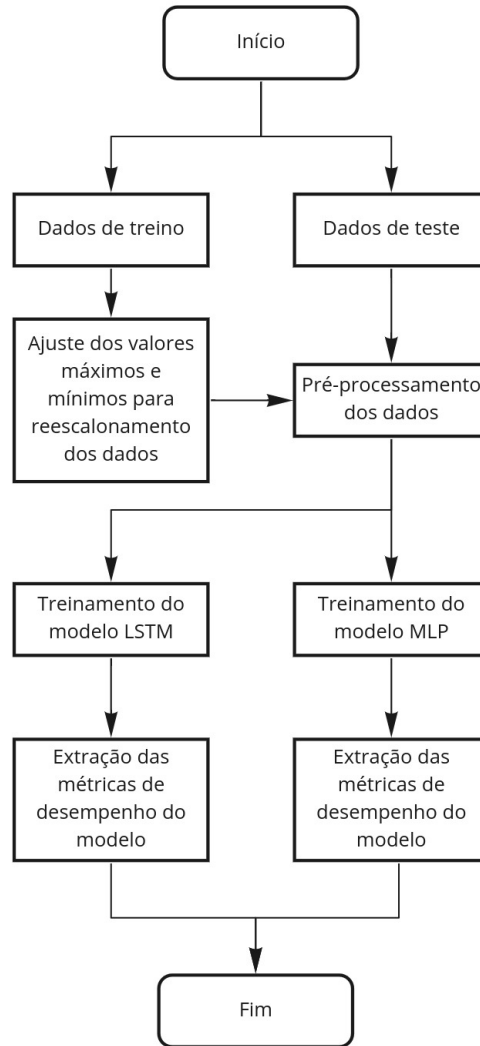 Início
Dados de treino
Dados de teste
Ajuste dos valores
máximos e
mínimos para
reescalonamento
dos dados
Pré-processamento
dos dados
Treinamento do
modelo LSTM
Treinamento do
modelo MLP
Extração das
métricas de
desempenho do
modelo
Extração das
métricas de
desempenho do
modelo
Fim